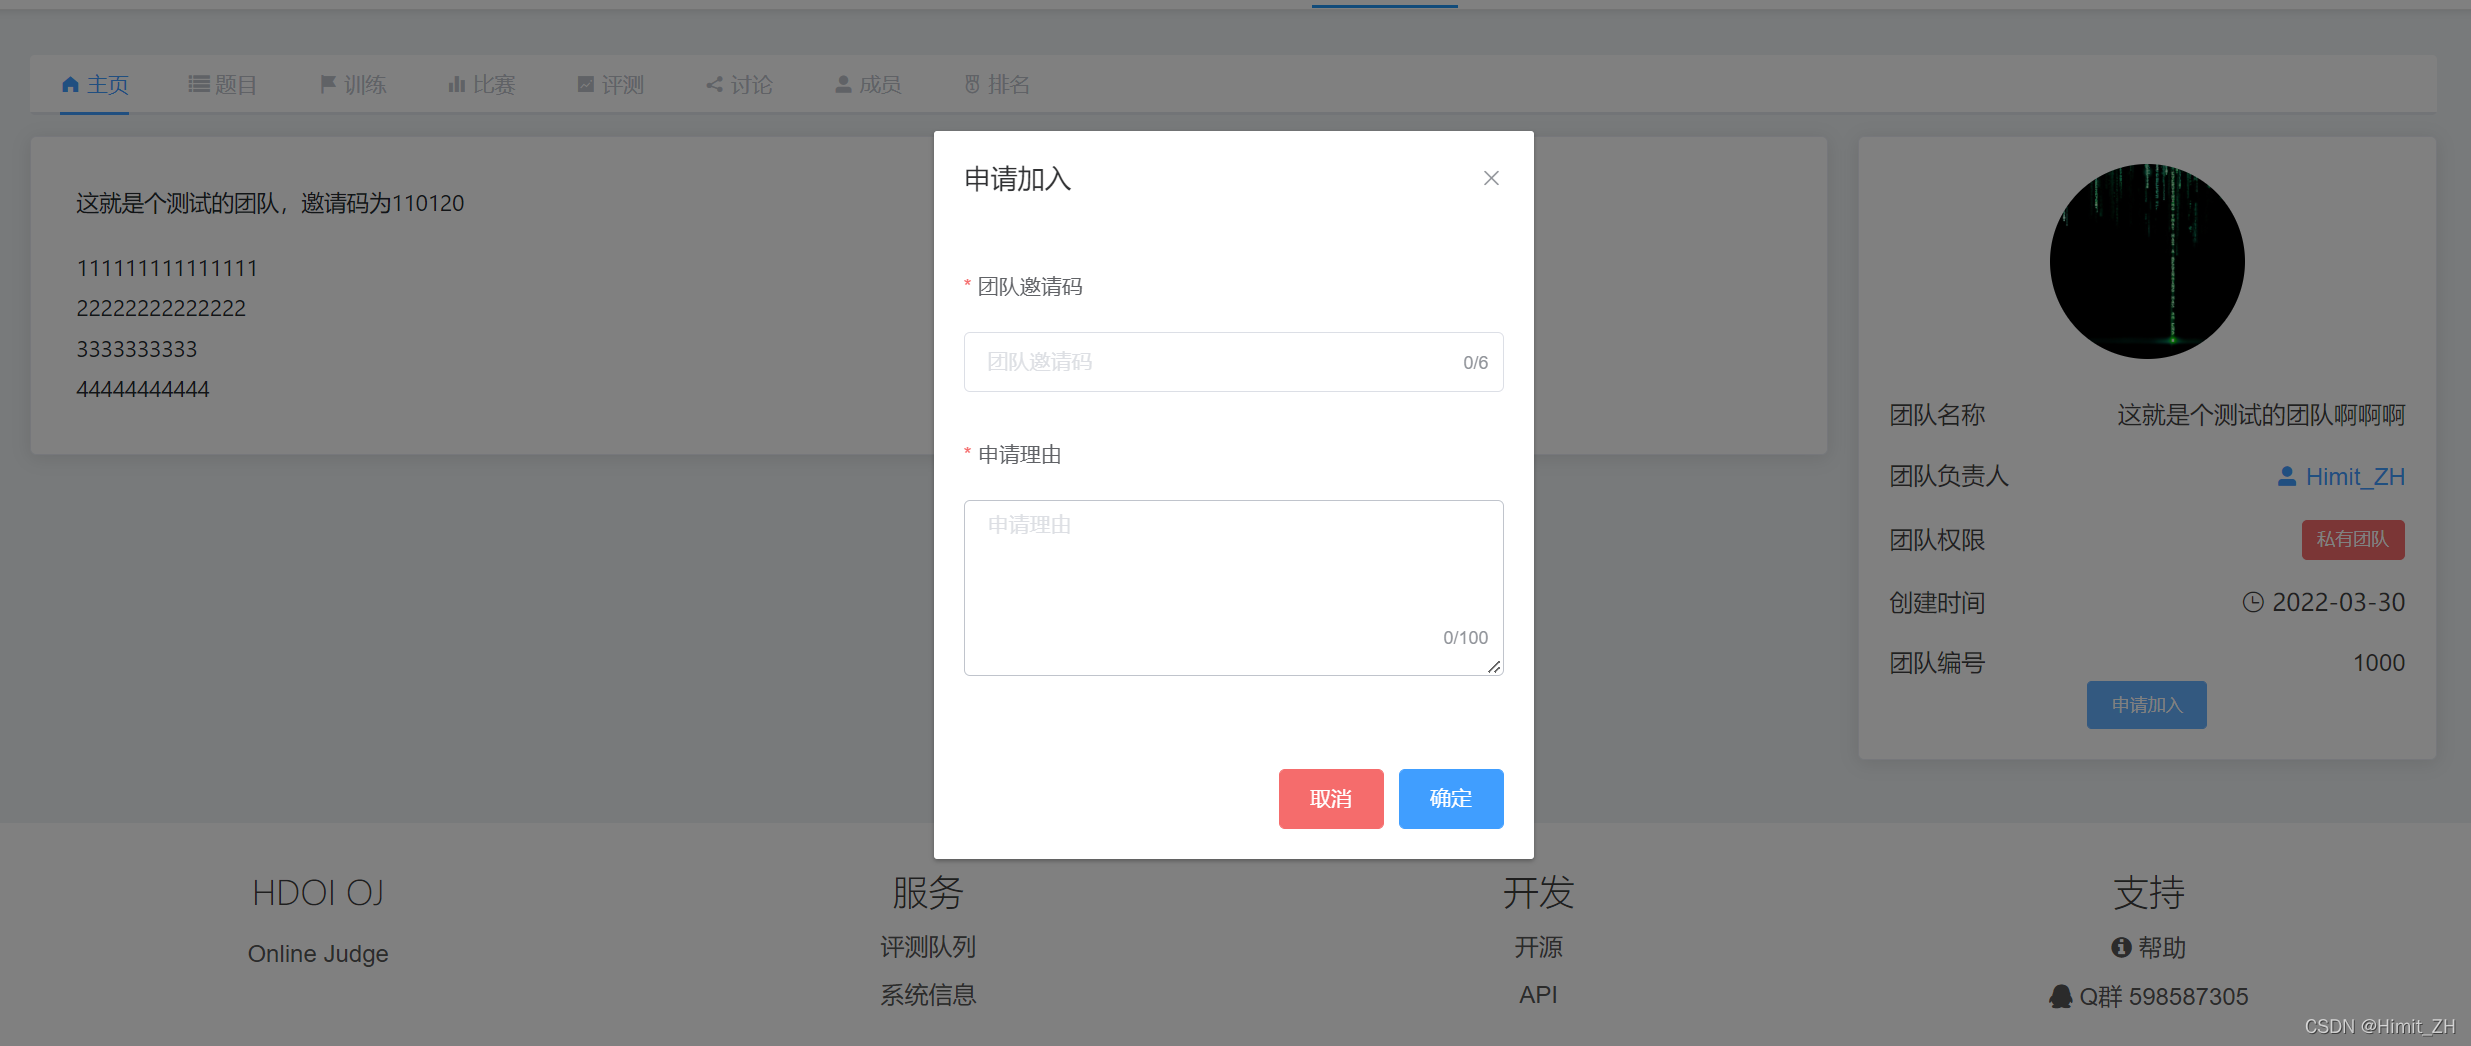 主页 题目 训练 比赛 评测 讨论 成员 排名
这就是个测试的团队，邀请码为110120
111111111111111
22222222222222
3333333333
44444444444
申请加入
* 团队邀请码
团队邀请码 0/6
* 申请理由
申请理由
0/100
取消 确定
团队名称 这就是个测试的团队啊啊啊
团队负责人 Himit_ZH
团队权限 私有团队
创建时间 2022-03-30
团队编号 1000
申请加入
HDOI OJ
Online Judge
服务
评测队列
系统信息
开发
开源
API
支持
帮助
Q群 598587305
CSDN @Himit_ZH